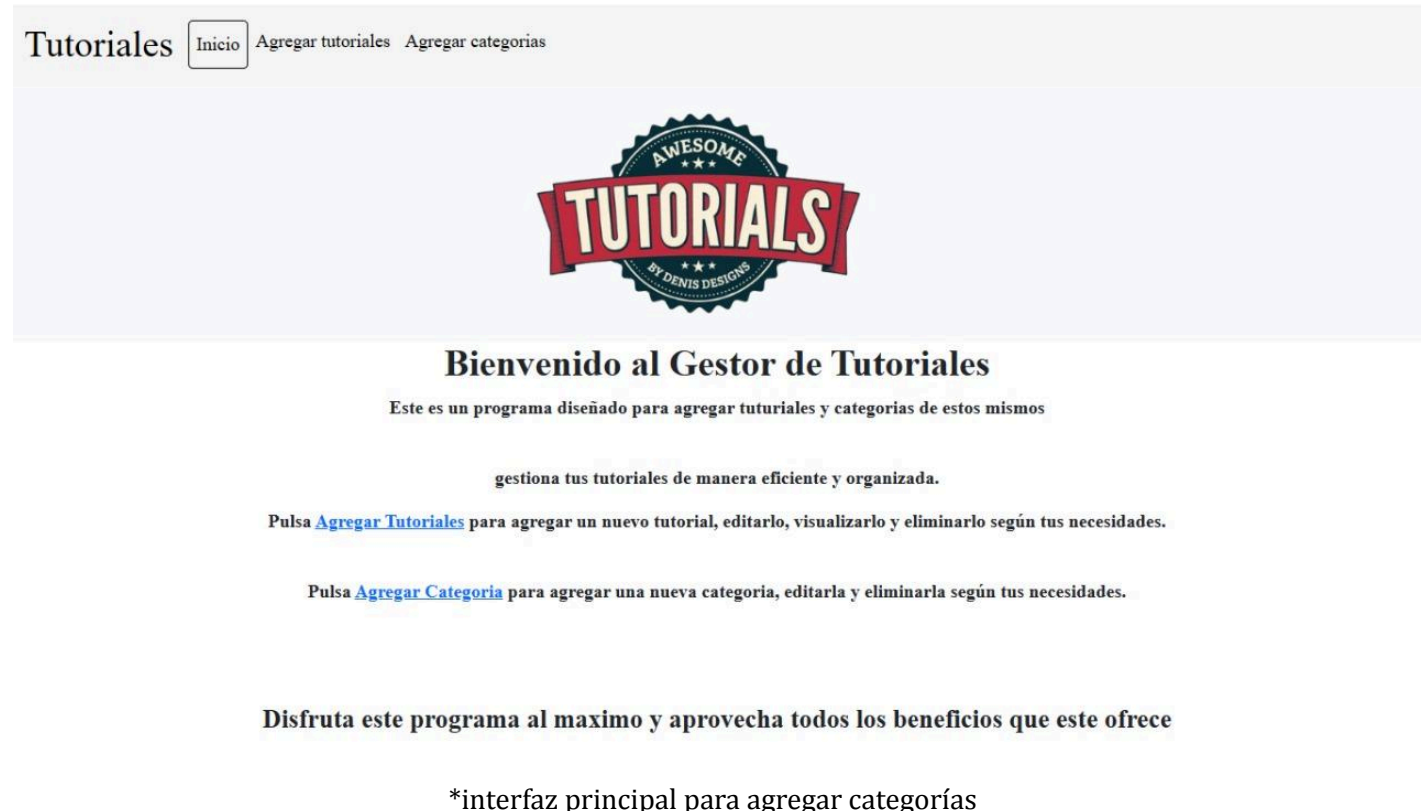 Tutoriales Inicio Agregar tutoriales Agregar categorias
AWESOME
TUTORIALS
BY DENIS DESIGNS
Bienvenido al Gestor de Tutoriales
Este es un programa diseñado para agregar tuturiales y categorias de estos mismos
gestiona tus tutoriales de manera eficiente y organizada.
Pulsa Agregar Tutoriales para agregar un nuevo tutorial, editarlo, visualizarlo y eliminarlo según tus necesidades.
Pulsa Agregar Categoria para agregar una nueva categoria, editarla y eliminarla según tus necesidades.
Disfruta este programa al maximo y aprovecha todos los beneficios que este ofrece
*interfaz principal para agregar categorías